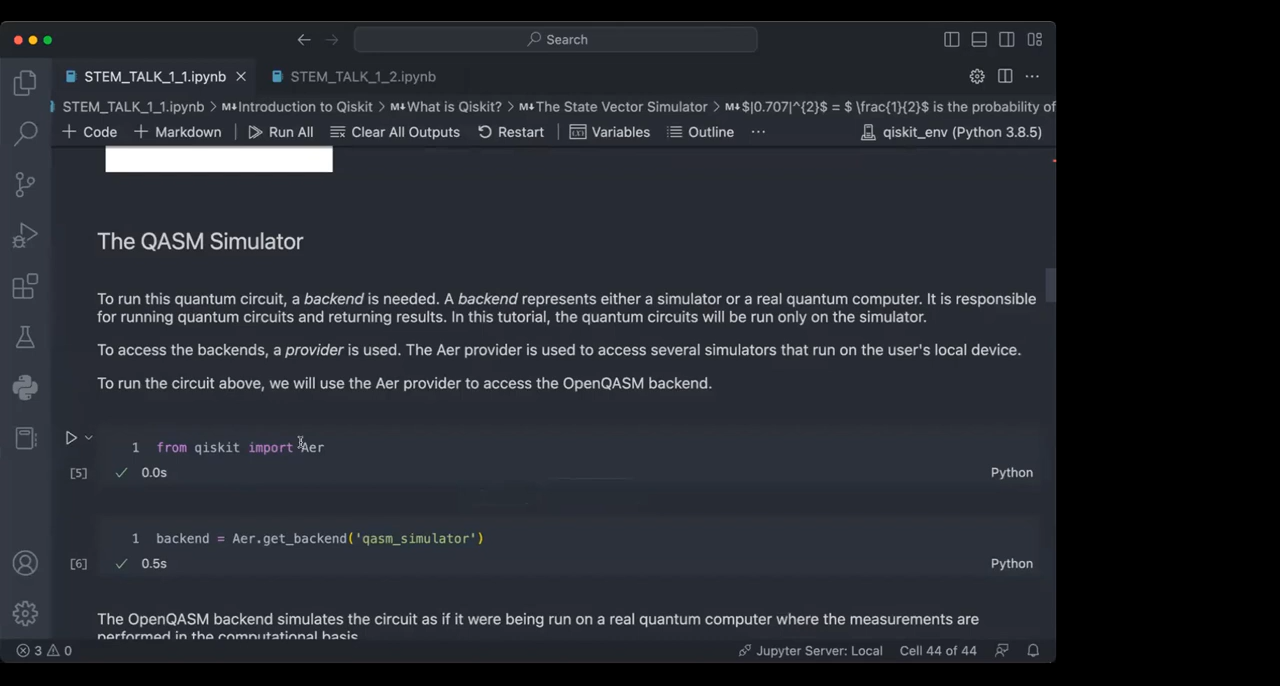 Search
STEM_TALK_1_1.ipynb
STEM_TALK_1_2.ipynb
STEM_TALK_1_1.ipynb > M↓Introduction to Qiskit > M↓What is Qiskit? > M↓The State Vector Simulator > M↓$|0.707|^{2}$ = $ \frac{1}{2}$ is the probability of
+ Code + Markdown | Run All Clear All Outputs Restart | Variables Outline ... qiskit_env (Python 3.8.5)
The QASM Simulator
To run this quantum circuit, a backend is needed. A backend represents either a simulator or a real quantum computer. It is responsible
for running quantum circuits and returning results. In this tutorial, the quantum circuits will be run only on the simulator.
To access the backends, a provider is used. The Aer provider is used to access several simulators that run on the user's local device.
To run the circuit above, we will use the Aer provider to access the OpenQASM backend.
1 from qiskit import Aer
[5] ✓ 0.0s Python
1 backend = Aer.get_backend('qasm_simulator')
[6] ✓ 0.5s Python
The OpenQASM backend simulates the circuit as if it were being run on a real quantum computer where the measurements are
performed in the computational basis
3 0 Jupyter Server: Local Cell 44 of 44